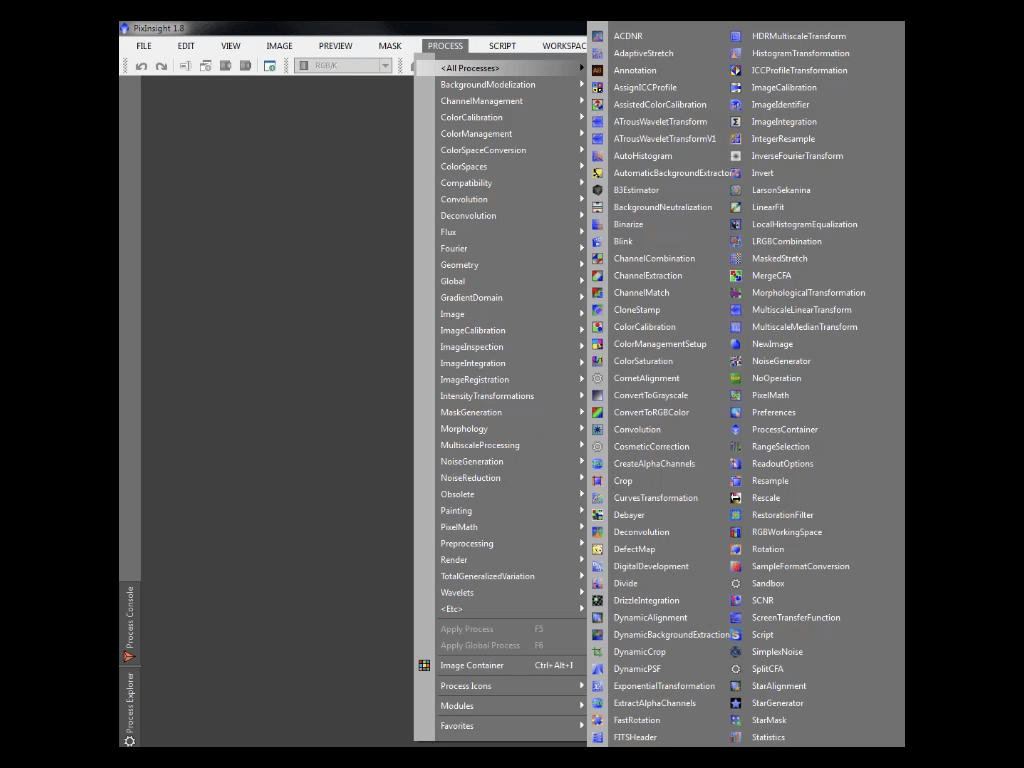 PixInsight 1.8
FILE EDIT VIEW IMAGE PREVIEW MASK PROCESS SCRIPT WORKSPAC
RGB/K
<All Processes>
BackgroundModelization
ChannelManagement
ColorCalibration
ColorManagement
ColorSpaceConversion
ColorSpaces
Compatibility
Convolution
Deconvolution
Flux
Fourier
Geometry
Global
GradientDomain
Image
ImageCalibration
ImageInspection
ImageIntegration
ImageRegistration
IntensityTransformations
MaskGeneration
Morphology
MultiscaleProcessing
NoiseGeneration
NoiseReduction
Obsolete
Painting
PixelMath
Preprocessing
Render
TotalGeneralizedVariation
Wavelets
<Etc>
Apply Process F5
Apply Global Process F6
Image Container Ctrl+Alt+I
Process Icons
Modules
Favorites
ACDNR
AdaptiveStretch
Annotation
AssignICCProfile
AssistedColorCalibration
ATrousWaveletTransform
ATrousWaveletTransformV1
AutoHistogram
AutomaticBackgroundExtractor
B3Estimator
BackgroundNeutralization
Binarize
Blink
ChannelCombination
ChannelExtraction
ChannelMatch
CloneStamp
ColorCalibration
ColorManagementSetup
ColorSaturation
CometAlignment
ConvertToGrayscale
ConvertToRGBColor
Convolution
CosmeticCorrection
CreateAlphaChannels
Crop
CurvesTransformation
Debayer
Deconvolution
DefectMap
DigitalDevelopment
Divide
DrizzleIntegration
DynamicAlignment
DynamicBackgroundExtraction
DynamicCrop
DynamicPSF
ExponentialTransformation
ExtractAlphaChannels
FastRotation
FITSHeader
HDRMultiscaleTransform
HistogramTransformation
ICCProfileTransformation
ImageCalibration
ImageIdentifier
ImageIntegration
IntegerResample
InverseFourierTransform
Invert
LarsonSekanina
LinearFit
LocalHistogramEqualization
LRGBCombination
MaskedStretch
MergeCFA
MorphologicalTransformation
MultiscaleLinearTransform
MultiscaleMedianTransform
NewImage
NoiseGenerator
NoOperation
PixelMath
Preferences
ProcessContainer
RangeSelection
ReadoutOptions
Resample
Rescale
RestorationFilter
RGBWorkingSpace
Rotation
SampleFormatConversion
Sandbox
SCNR
ScreenTransferFunction
Script
SimplexNoise
SplitCFA
StarAlignment
StarGenerator
StarMask
Statistics
Process Console
Process Explorer